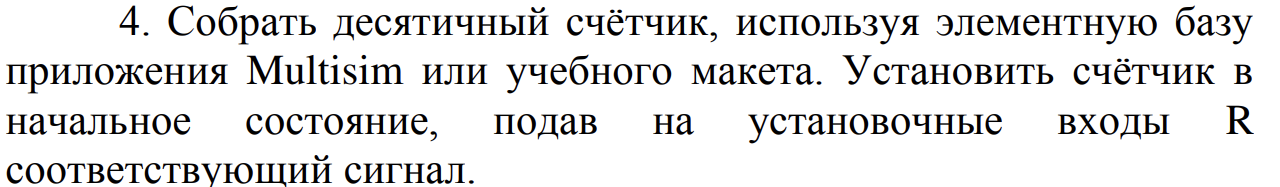 4. Собрать десятичный счётчик, используя элементную базу
приложения Multisim или учебного макета. Установить счётчик в
начальное состояние, подав на установочные входы R
соответствующий сигнал.